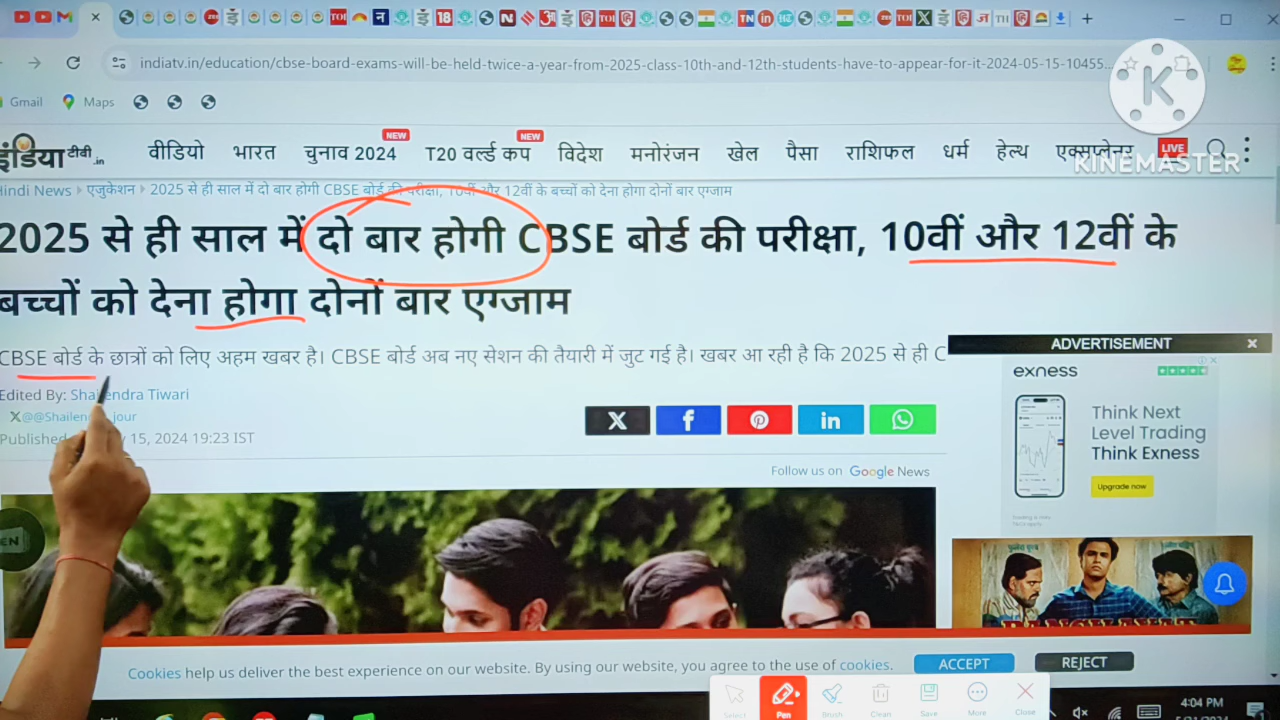 indiatv.in/education/cbse-board-exams-will-be-held-twice-a-year-from-2025-class-10th-and-12th-students-have-to-appear-for-it-2024-05-15-10455...
Gmail Maps
K
KINEMASTER
इंडिया टीवी.in वीडियो भारत चुनाव 2024 NEW T20 वर्ल्ड कप NEW विदेश मनोरंजन खेल पैसा राशिफल धर्म हेल्थ एक्सप्लेनर LIVE
Hindi News एजुकेशन 2025 से ही साल में दो बार होगी CBSE बोर्ड की परीक्षा, 10वीं और 12वीं के बच्चों को देना होगा दोनों बार एग्जाम
2025 से ही साल में दो बार होगी CBSE बोर्ड की परीक्षा, 10वीं और 12वीं के
बच्चों को देना होगा दोनों बार एग्जाम
CBSE बोर्ड के छात्रों को लिए अहम खबर है। CBSE बोर्ड अब नए सेशन की तैयारी में जुट गई है। खबर आ रही है कि 2025 से ही C
Edited By: Shailendra Tiwari
Published 15, 2024 19:23 IST
Follow us on Google News
ADVERTISEMENT
exness
Think Next
Level Trading
Think Exness
Upgrade now
EN
Cookies help us deliver the best experience on our website. By using our website, you agree to the use of cookies. ACCEPT REJECT
Select Pen Brush Clean Save More Close
4:04 PM